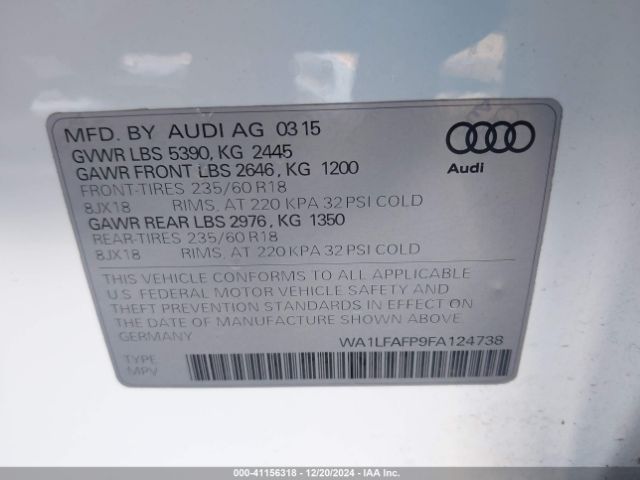 MFD. BY AUDI AG 03 15
GVWR LBS 5390, KG 2445
GAWR FRONT LBS 2646, KG 1200
FRONT-TIRES 235/60 R18
8JX18 RIMS, AT 220 KPA 32 PSI COLD
GAWR REAR LBS 2976, KG 1350
REAR-TIRES 235/60 R18
8JX18 RIMS, AT 220 KPA 32 PSI COLD
Audi
THIS VEHICLE CONFORMS TO ALL APPLICABLE
U.S. FEDERAL MOTOR VEHICLE SAFETY AND
THEFT PREVENTION STANDARDS IN EFFECT ON
THE DATE OF MANUFACTURE SHOWN ABOVE.
GERMANY
WA1LFAFP9FA124738
TYPE:
MPV
000-41156318 - 12/20/2024 - IAA Inc.